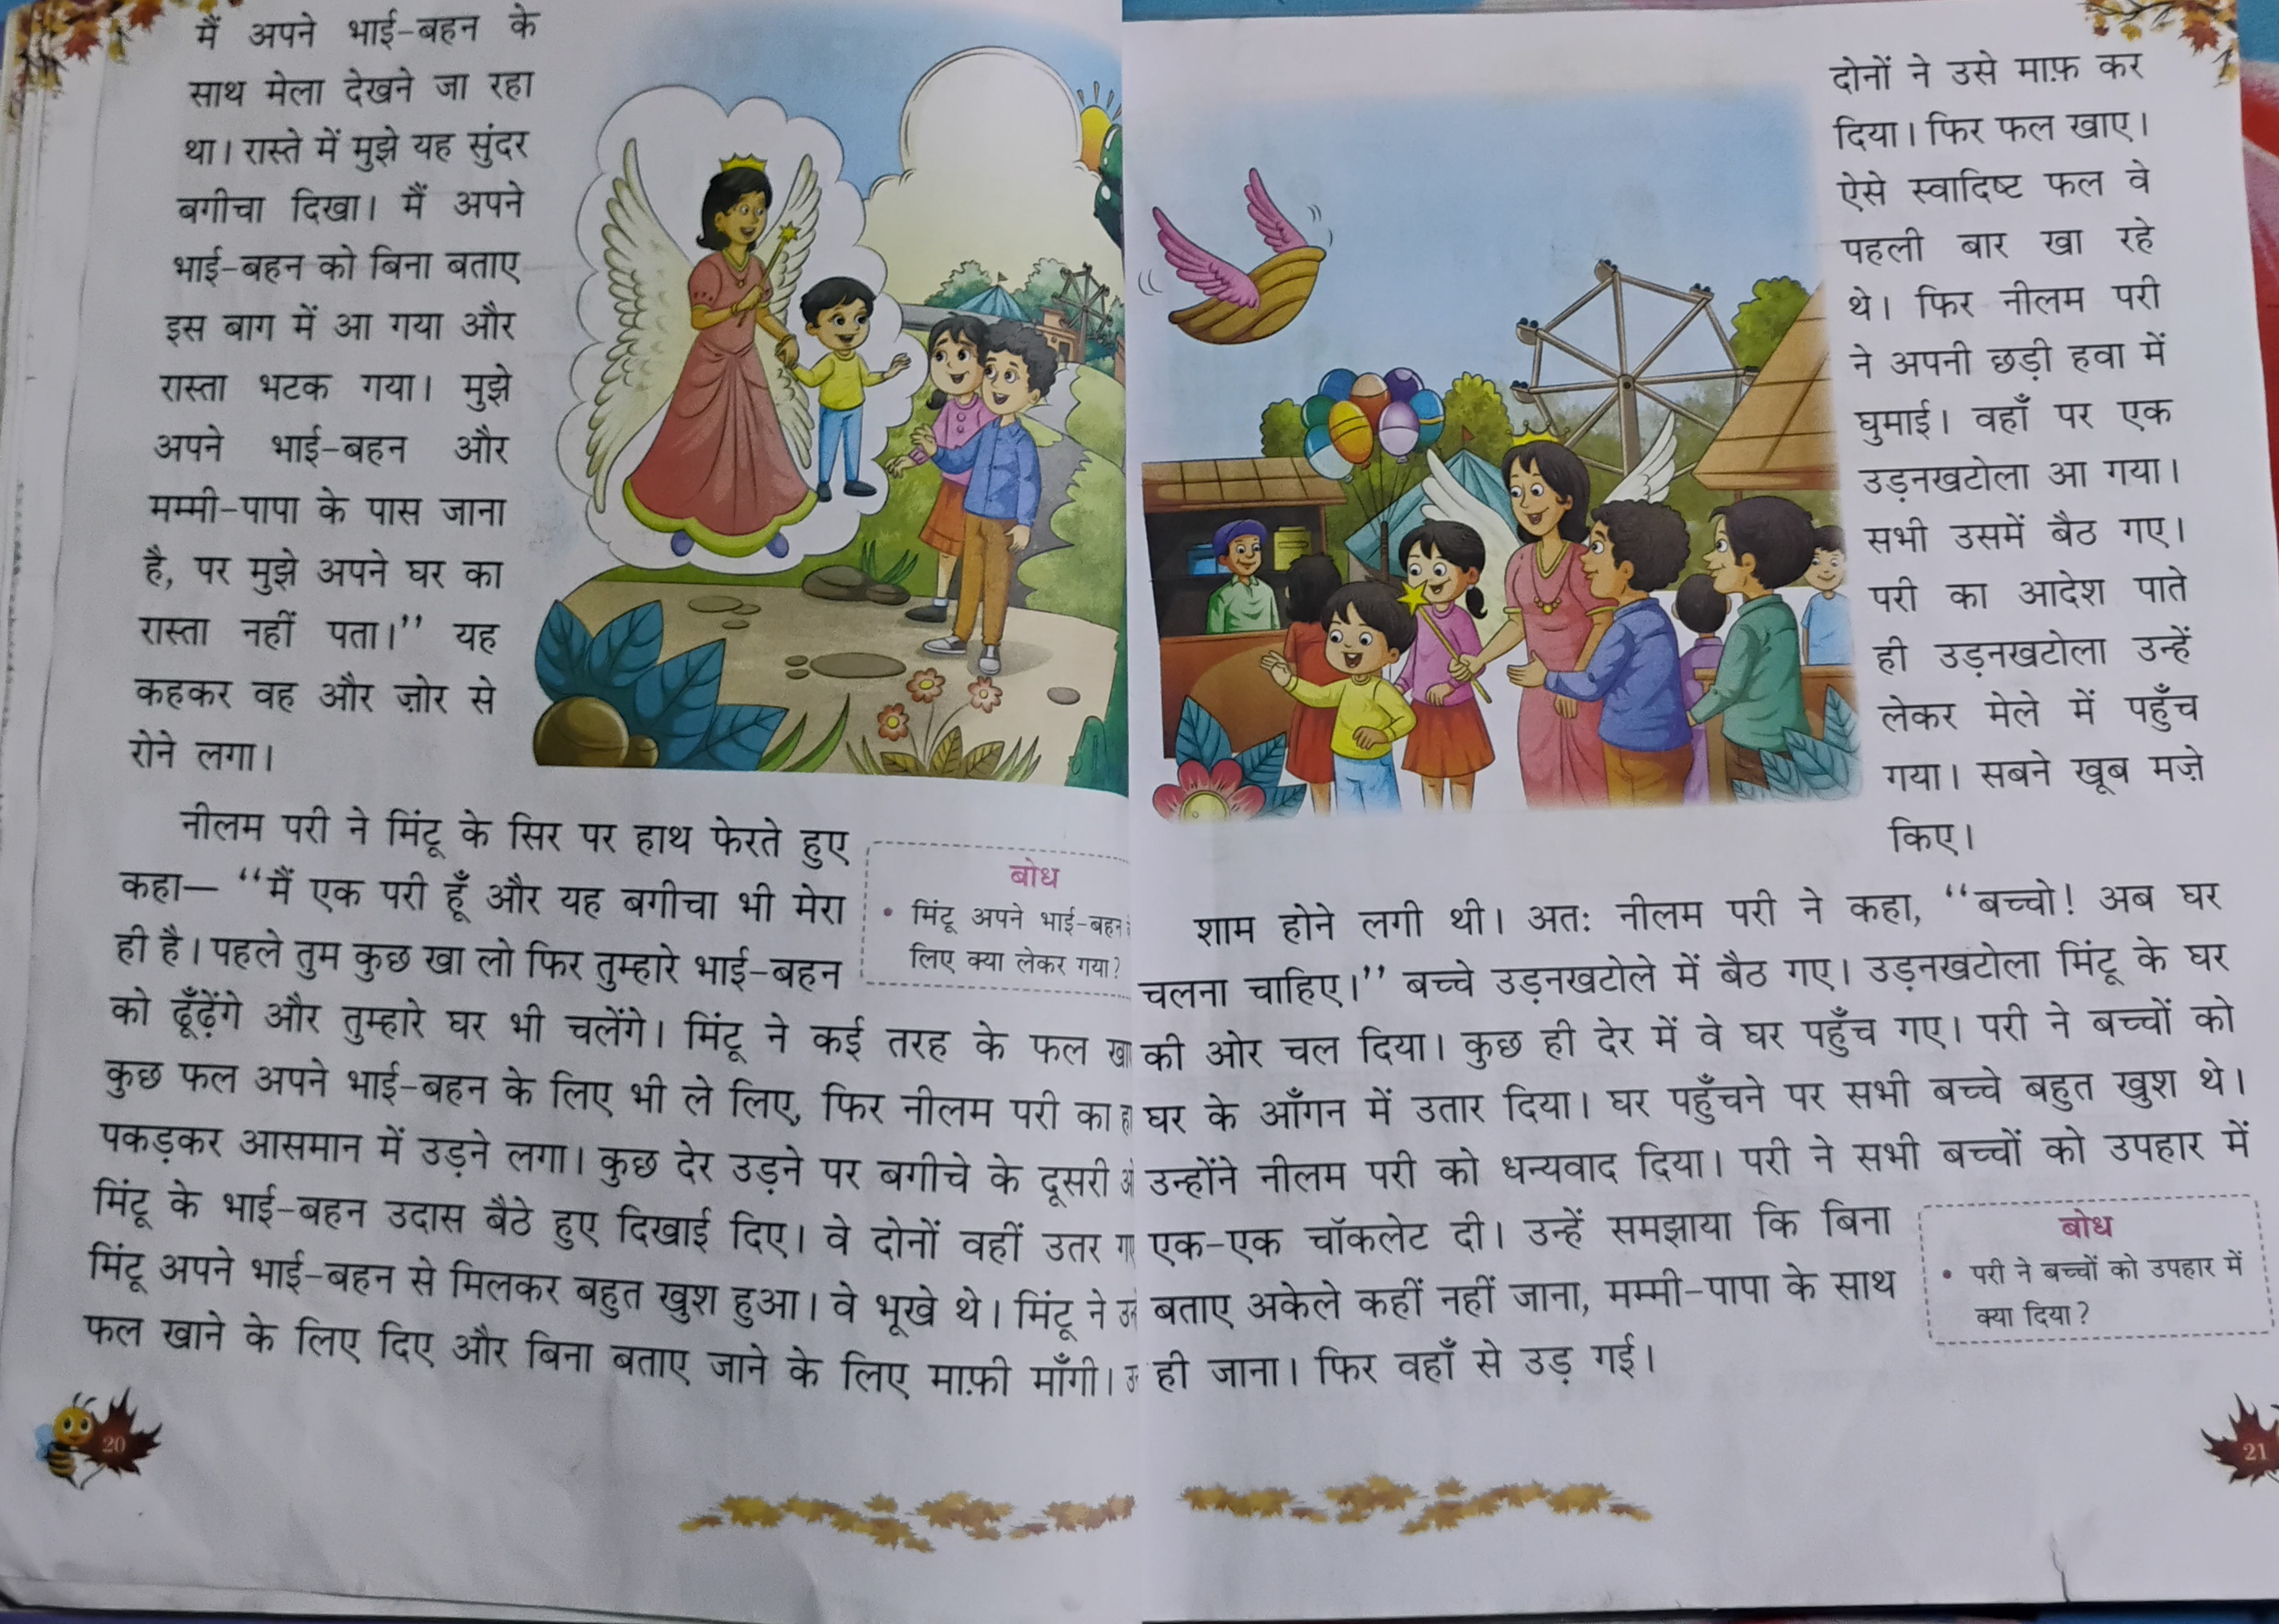 मैं अपने भाई-बहन के
साथ मेला देखने जा रहा
था। रास्ते में मुझे यह सुंदर
बगीचा दिखा। मैं अपने
भाई-बहन को बिना बताए
इस बाग में आ गया और
रास्ता भटक गया। मुझे
अपने भाई-बहन और
मम्मी-पापा के पास जाना
है, पर मुझे अपने घर का
रास्ता नहीं पता।’’ यह
कहकर वह और ज़ोर से
रोने लगा।
नीलम परी ने मिंटू के सिर पर हाथ फेरते हुए
कहा— ‘‘मैं एक परी हूँ और यह बगीचा भी मेरा
ही है। पहले तुम कुछ खा लो फिर तुम्हारे भाई-बहन
को ढूँढ़ेंगे और तुम्हारे घर भी चलेंगे। मिंटू ने कई तरह के फल
कुछ फल अपने भाई-बहन के लिए भी ले लिए, फिर नीलम परी का
पकड़कर आसमान में उड़ने लगा। कुछ देर उड़ने पर बगीचे के दूसरी
मिंटू के भाई-बहन उदास बैठे हुए दिखाई दिए। वे दोनों वहीं उतर
मिंटू अपने भाई-बहन से मिलकर बहुत खुश हुआ। वे भूखे थे। मिंटू ने
फल खाने के लिए दिए और बिना बताए जाने के लिए माफ़ी माँगी।
बोध
• मिंटू अपने भाई-बहन
लिए क्या लेकर गया?
20
दोनों ने उसे माफ़ कर
दिया। फिर फल खाए।
ऐसे स्वादिष्ट फल वे
पहली बार खा रहे
थे। फिर नीलम परी
ने अपनी छड़ी हवा में
घुमाई। वहाँ पर एक
उड़नखटोला आ गया।
सभी उसमें बैठ गए।
परी का आदेश पाते
ही उड़नखटोला उन्हें
लेकर मेले में पहुँच
गया। सबने खूब मज़े
किए।
शाम होने लगी थी। अतः नीलम परी ने कहा, ‘‘बच्चो! अब घर
चलना चाहिए।’’ बच्चे उड़नखटोले में बैठ गए। उड़नखटोला मिंटू के घर
की ओर चल दिया। कुछ ही देर में वे घर पहुँच गए। परी ने बच्चों को
घर के आँगन में उतार दिया। घर पहुँचने पर सभी बच्चे बहुत खुश थे।
उन्होंने नीलम परी को धन्यवाद दिया। परी ने सभी बच्चों को उपहार में
एक-एक चॉकलेट दी। उन्हें समझाया कि बिना
बताए अकेले कहीं नहीं जाना, मम्मी-पापा के साथ
ही जाना। फिर वहाँ से उड़ गई।
बोध
• परी ने बच्चों को उपहार में
क्या दिया?
21